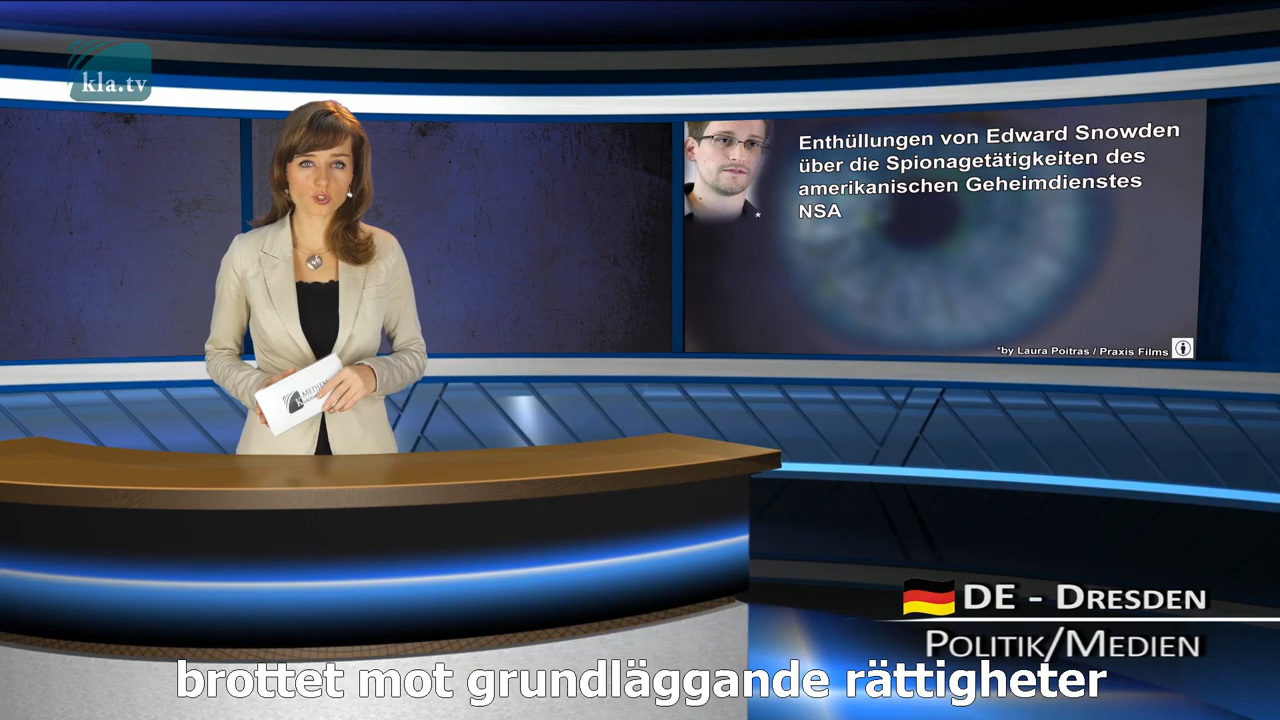 kla.tv
Enthüllungen von Edward Snowden
über die Spionagetätigkeiten des
amerikanischen Geheimdienstes
NSA
*
*by Laura Poitras / Praxis Films
MEDIEN
DE - DRESDEN
POLITIK/MEDIEN
brottet mot grundläggande rättigheter